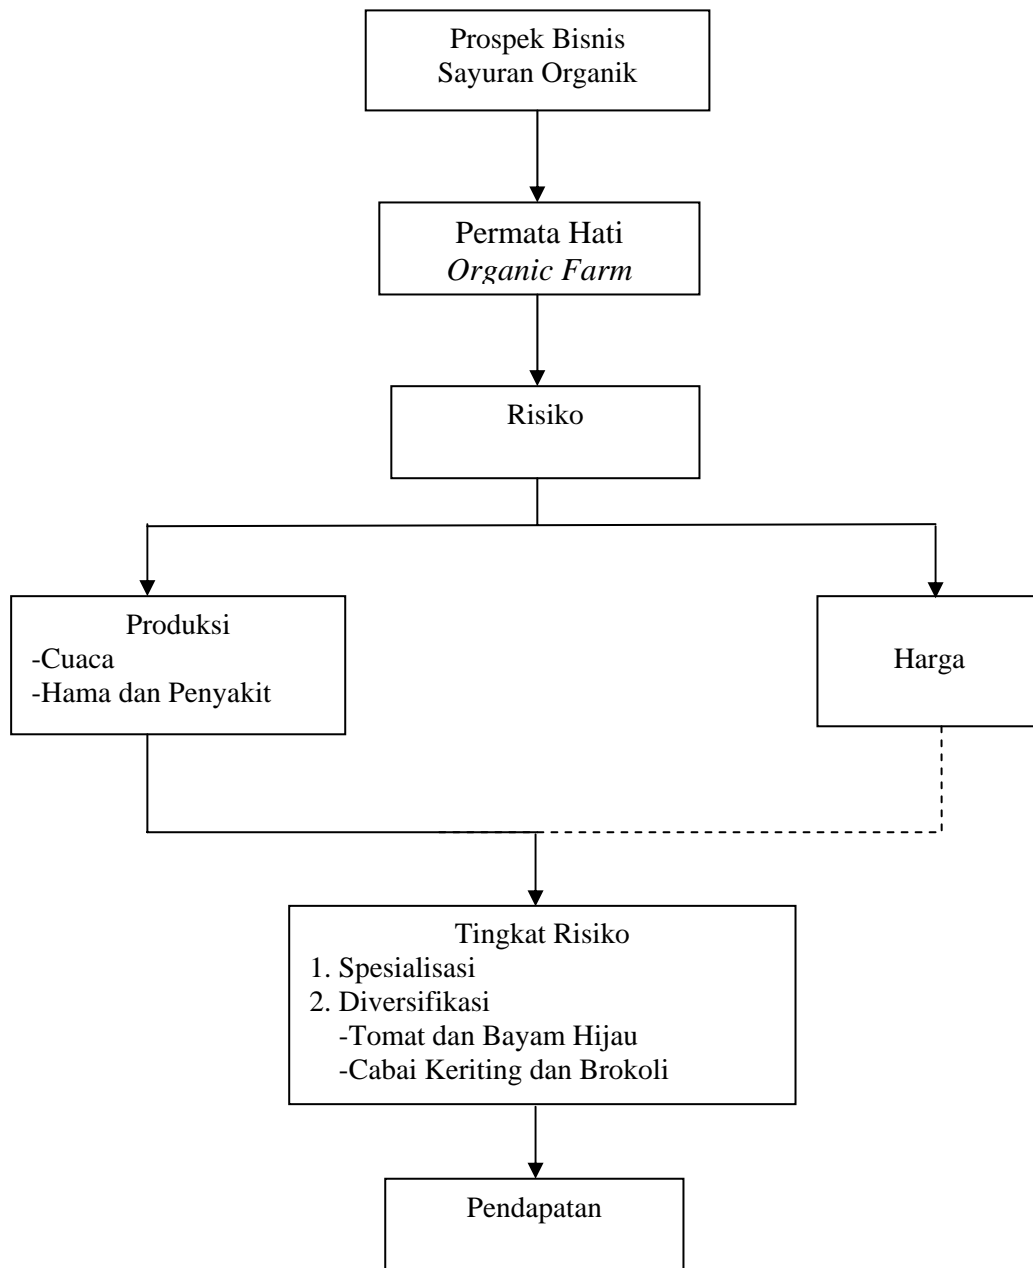 Prospek Bisnis
Sayuran Organik
Permata Hati
Organic Farm
Risiko
Produksi
-Cuaca
-Hama dan Penyakit
Harga
Tingkat Risiko
1. Spesialisasi
2. Diversifikasi
-Tomat dan Bayam Hijau
-Cabai Keriting dan Brokoli
Pendapatan